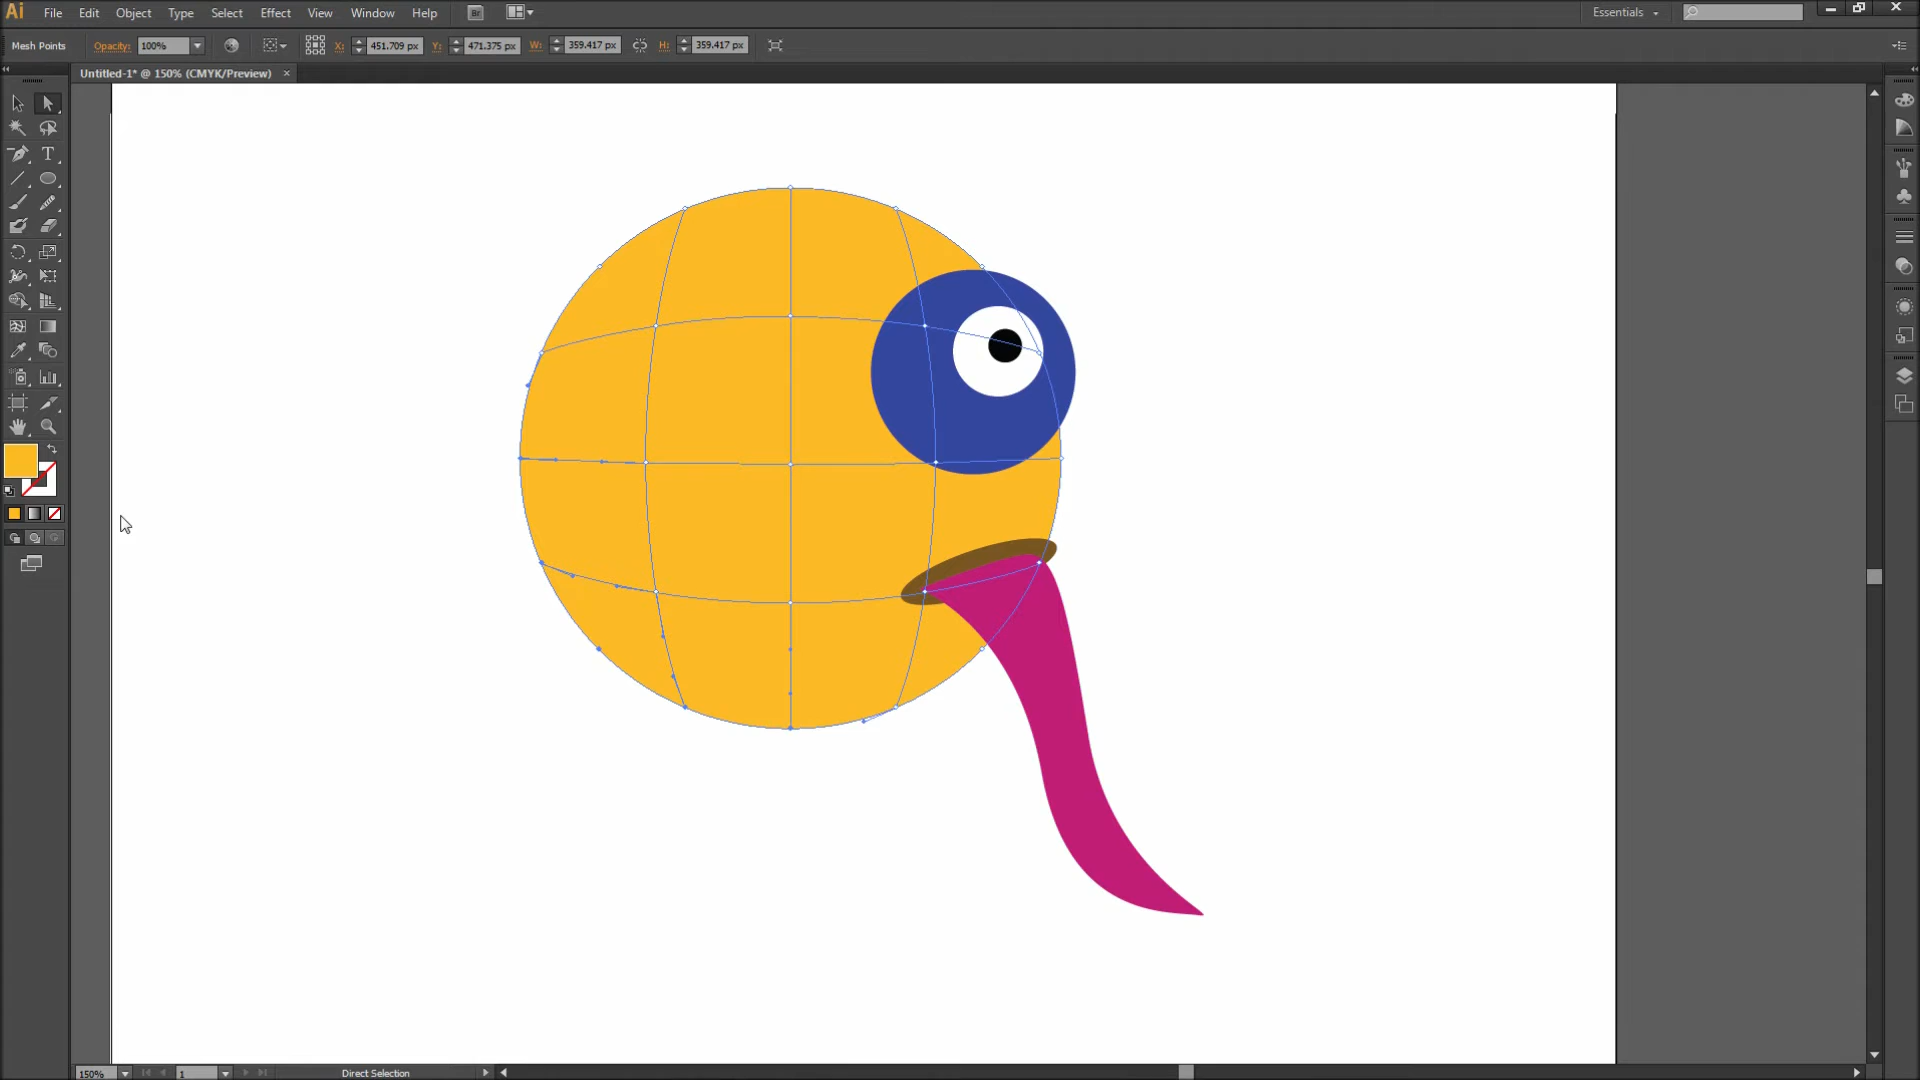 Ai File Edit Object Type Select Effect View Window Help Br Essentials
Mesh Points Opacity: 100% X: 451.709 px Y: 471.375 px W: 359.417 px H: 359.417 px
Untitled-1* @ 150% (CMYK/Preview) ×
T
150% 1 Direct Selection